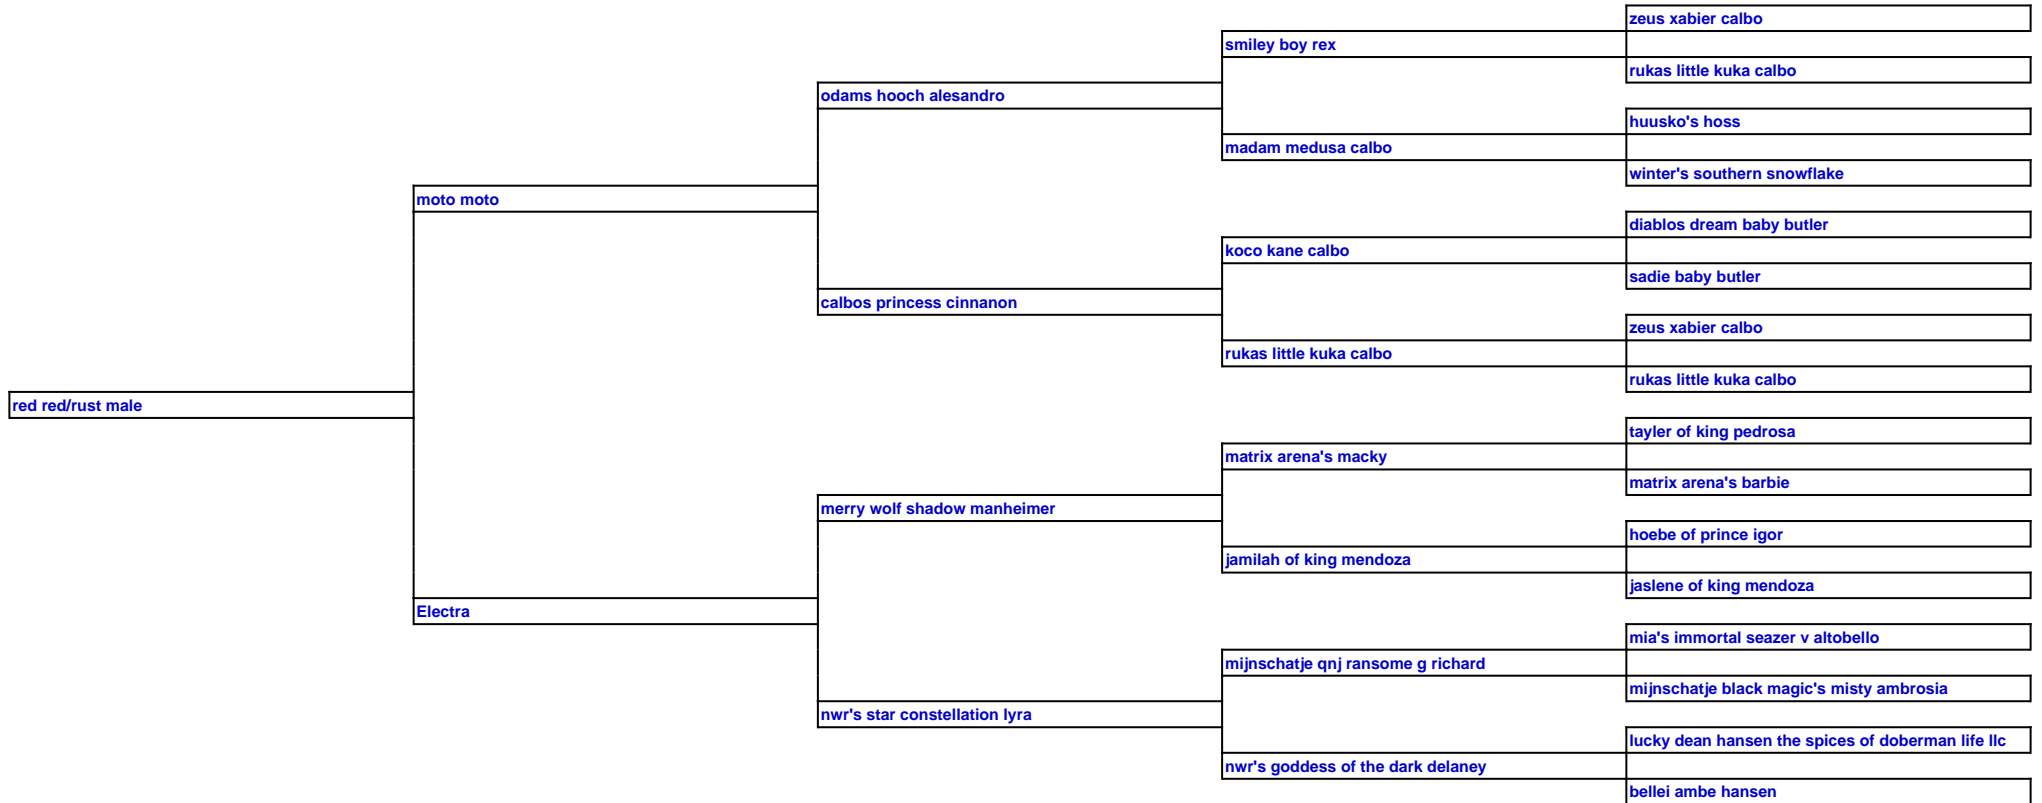 zeus xabier calbo
smiley boy rex
rukas little kuka calbo
odams hooch alesandro
huusko's hoss
madam medusa calbo
winter's southern snowflake
moto moto
diablos dream baby butler
koco kane calbo
sadie baby butler
calbos princess cinnanon
zeus xabier calbo
rukas little kuka calbo
rukas little kuka calbo
red red/rust male
tayler of king pedrosa
matrix arena's macky
matrix arena's barbie
merry wolf shadow manheimer
hoebe of prince igor
jamilah of king mendoza
jaslene of king mendoza
Electra
mia's immortal seazer v altobello
mijnschatje qnj ransome g richard
mijnschatje black magic's misty ambrosia
nwr's star constellation lyra
lucky dean hansen the spices of doberman life llc
nwr's goddess of the dark delaney
bellei ambe hansen